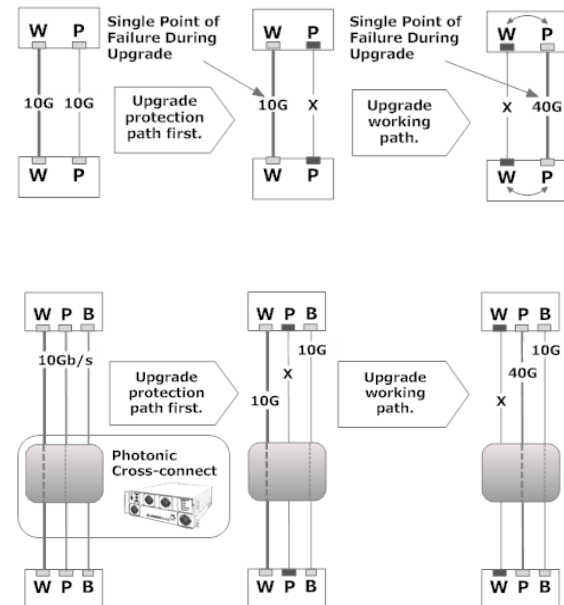 Single Point of
Failure During
Upgrade
Single Point of
Failure During
Upgrade
W P
W P
W P
10G 10G
Upgrade
protection
path first.
10G X
Upgrade
working
path.
X 40G
W P
W P
W P
W P B
W P B
W P B
10Gb/s
Upgrade
protection
path first.
10G
X
10G
Upgrade
working
path.
10G
40G
X
Photonic
Cross-connect
W P B
W P B
W P B